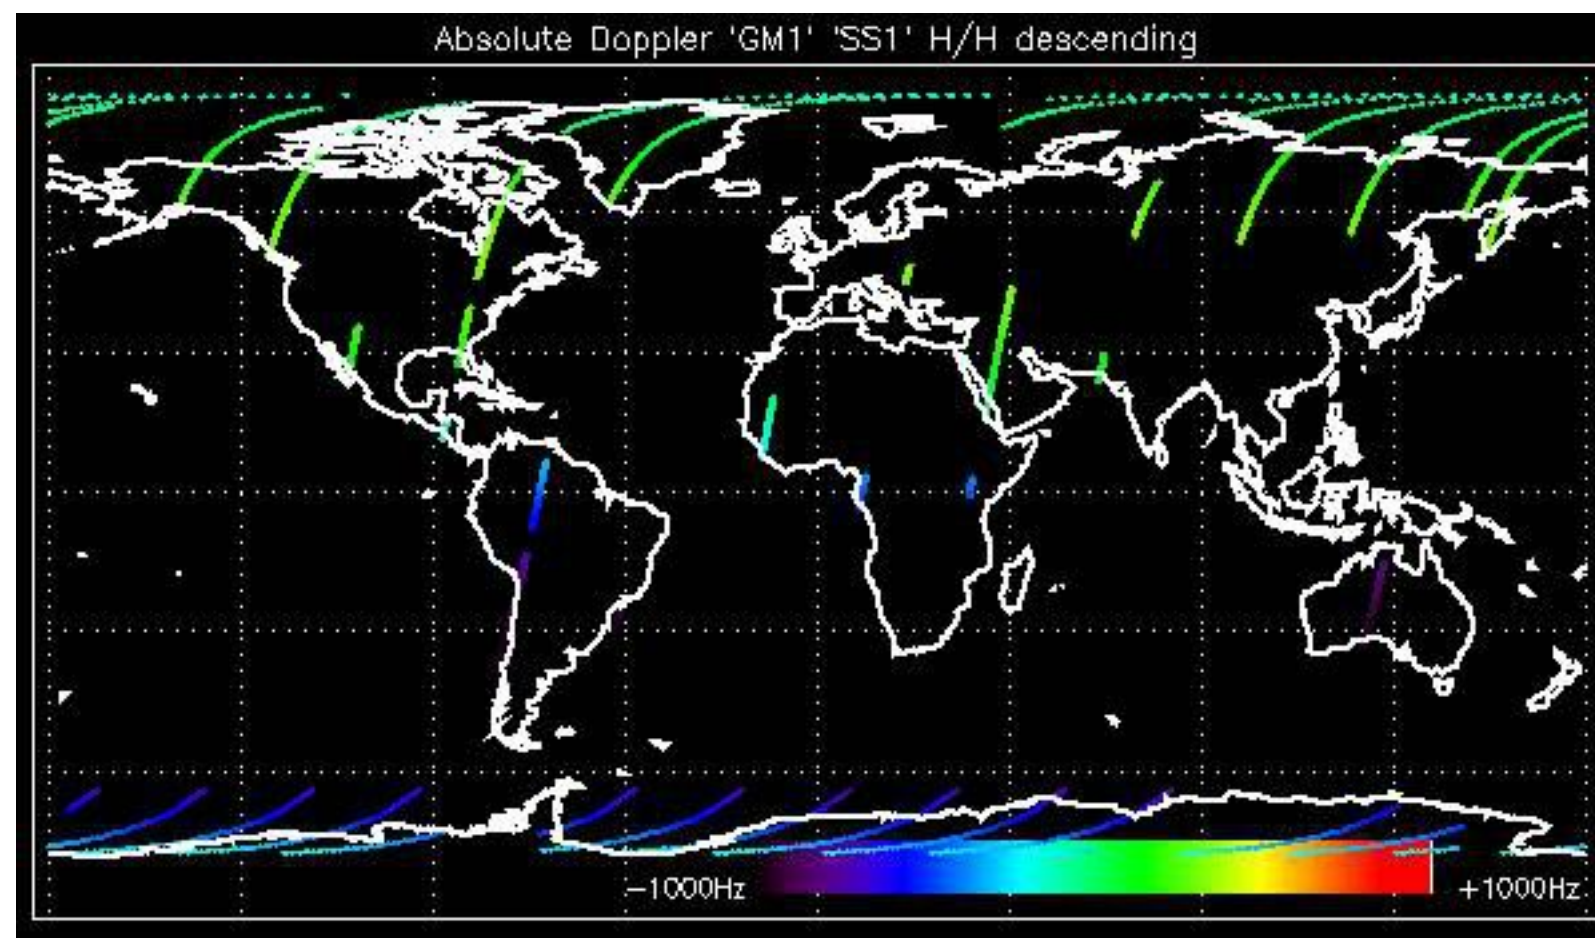 Absolute Doppler 'GM1' 'SS1' H/H descending
−1000Hz
+1000Hz